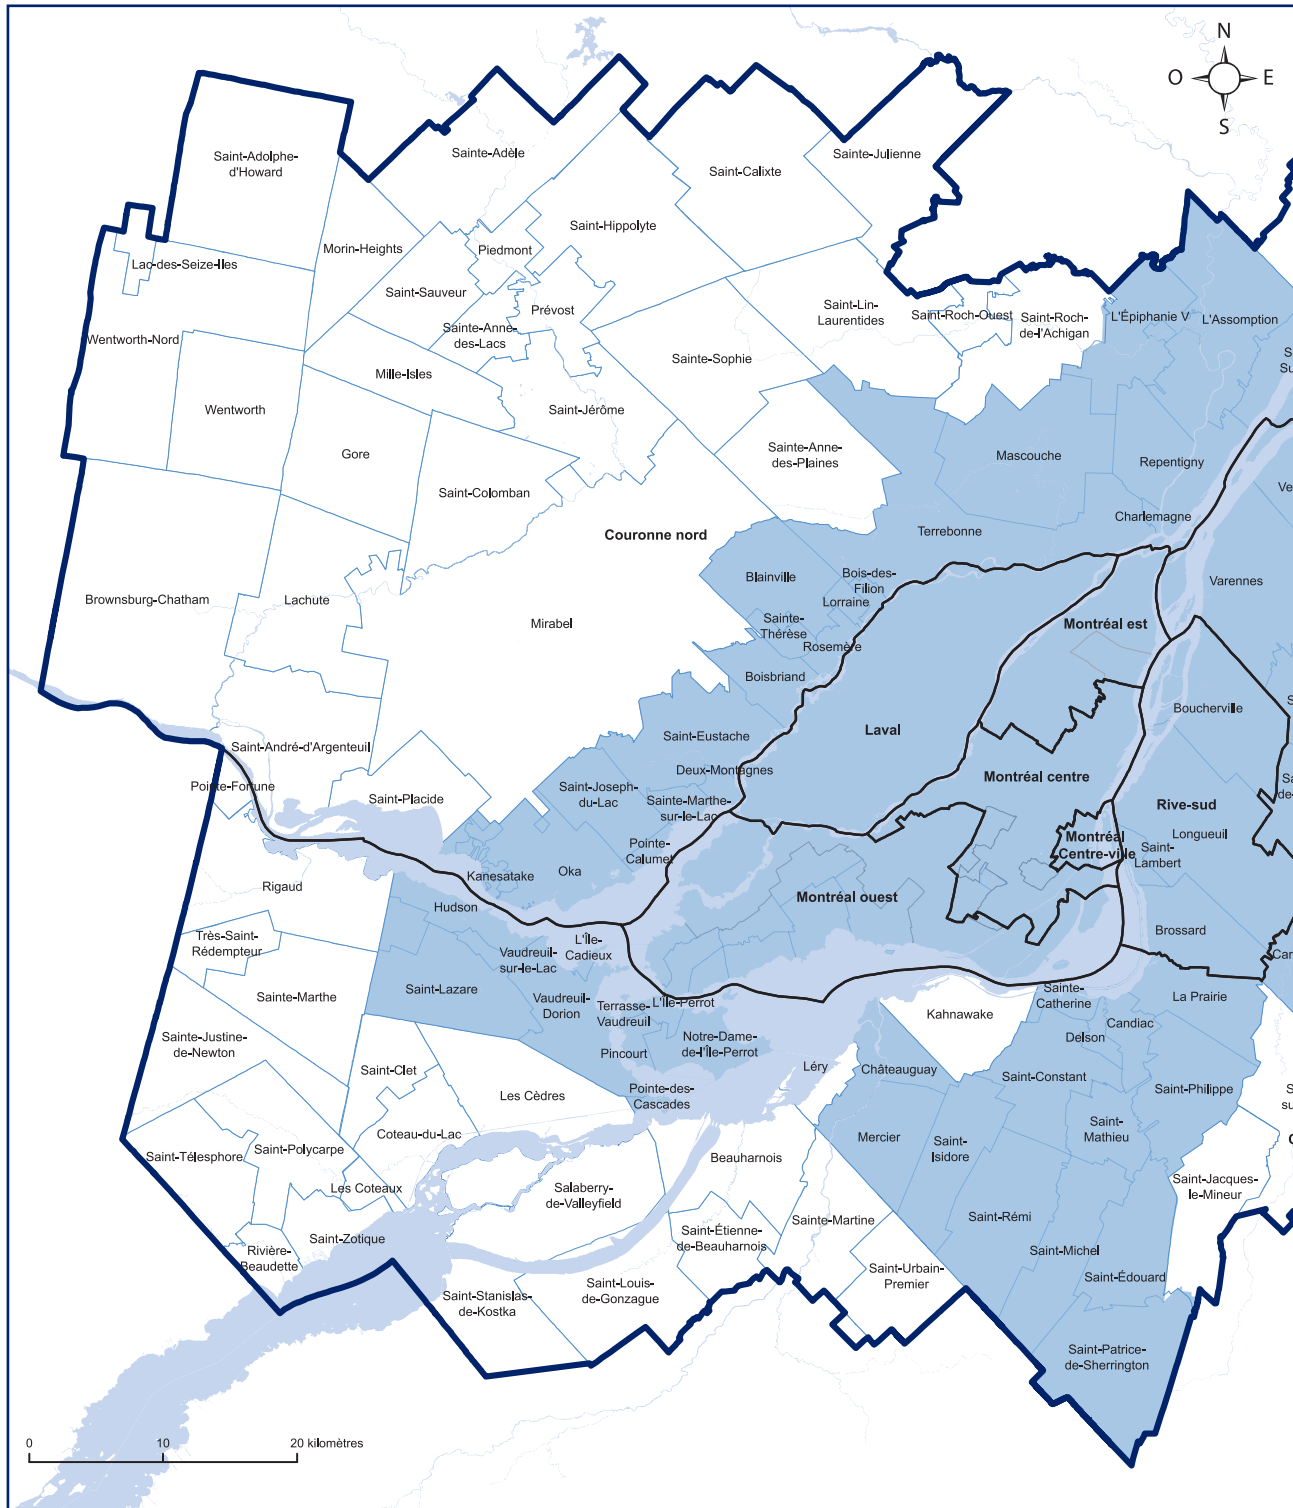 N
O
E
S
Saint-Adolphe-
d'Howard
Sainte-Adèle
Saint-Calixte
Sainte-Julienne
Saint-Hippolyte
Morin-Heights
Piedmont
Lac-des-Seize-Iles
Saint-Sauveur
Prévost
Sainte-Anne-
des-Lacs
Saint-Lin-
Laurentides
Saint-Roch-Ouest
Saint-Roch-
de-l'Achigan
L'Épiphanie V
L'Assomption
S
Su
Wentworth-Nord
Sainte-Sophie
Mille-Isles
Wentworth
Saint-Jérôme
Gore
Sainte-Anne-
des-Plaines
Mascouche
Repentigny
Saint-Colomban
Ve
Charlemagne
Couronne nord
Terrebonne
Blainville
Bois-des-
Filion
Lorraine
Varennes
Brownsburg-Chatham
Lachute
Mirabel
Sainte-
Thérèse
Rosemère
Montréal est
Boisbriand
S
Boucherville
Laval
Saint-Eustache
Saint-André-d'Argenteuil
Deux-Montagnes
Montréal centre
Sa
de-
Pointe-Fortune
Saint-Joseph-
du-Lac
Saint-Placide
Sainte-Marthe-
sur-le-Lac
Rive-sud
Longueuil
Montréal
Centre-ville
Saint-
Lambert
Pointe-
Calumet
Oka
Kanesatake
Rigaud
Montréal ouest
Hudson
Très-Saint-
Rédempteur
L'Île-
Cadieux
Vaudreuil-
sur-le-Lac
Brossard
Car
Sainte-Marthe
Saint-Lazare
Vaudreuil-
Dorion
Terrasse-
Vaudreuil
L'Île-Perrot
Sainte-
Catherine
La Prairie
Kahnawake
Candiac
Delson
Sainte-Justine-
de-Newton
Notre-Dame-
de-l'Île-Perrot
Pincourt
Saint-Clet
Léry
Châteauguay
Saint-Constant
Saint-Philippe
Les Cèdres
Pointe-des-
Cascades
S
su
Saint-
Mathieu
Coteau-du-Lac
Mercier
Saint-
Isidore
Saint-Polycarpe
Saint-Télesphore
Beauharnois
Les Coteaux
Salaberry-
de-Valleyfield
Saint-Jacques-
le-Mineur
Saint-Zotique
Saint-Étienne-
de-Beauharnois
Sainte-Martine
Saint-Rémi
Rivière-
Beaudette
Saint-Michel
Saint-Urbain-
Premier
Saint-Édouard
Saint-Louis-
de-Gonzague
Saint-Stanislas-
de-Kostka
Saint-Patrice-
de-Sherrington
0 10 20 kilomètres